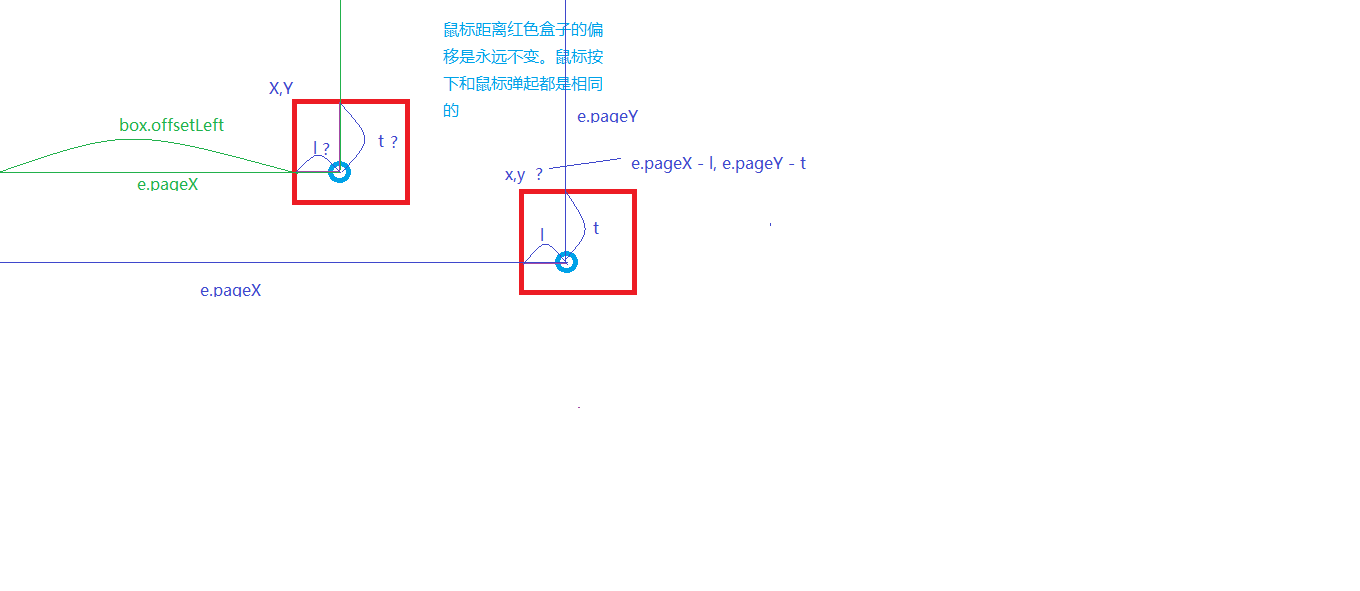 鼠标距离红色盒子的偏
移是永远不变。鼠标按
下和鼠标弹起都是相同
的
X,Y
e.pageY
box.offsetLeft
l ?
t ?
e.pageX - l, e.pageY - t
x,y ?
e.pageX
l
t
e.pageX